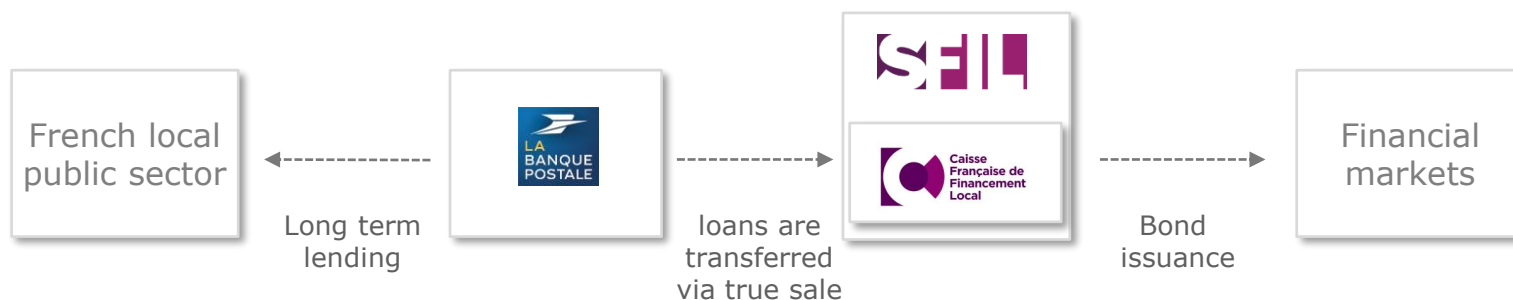 French local
public sector
Long term
lending
LA
BANQUE
POSTALE
loans are
transferred
via true sale
SFIL
Caisse
Française de
Financement
Local
Bond
issuance
Financial
markets